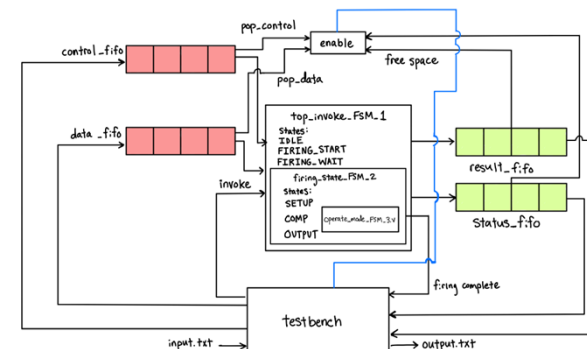 pop_control
control_fifo
enable
free space
pop_data
top_invoke_FSM_1
States:
IDLE
FIRING_START
FIRING_WAIT
data_fifo
result_fifo
invoke
firing_state_FSM_2
States:
SETUP
COMP
operate_mode_FSM_3.v
OUTPUT
status_fifo
firing complete
testbench
input.txt
output.txt